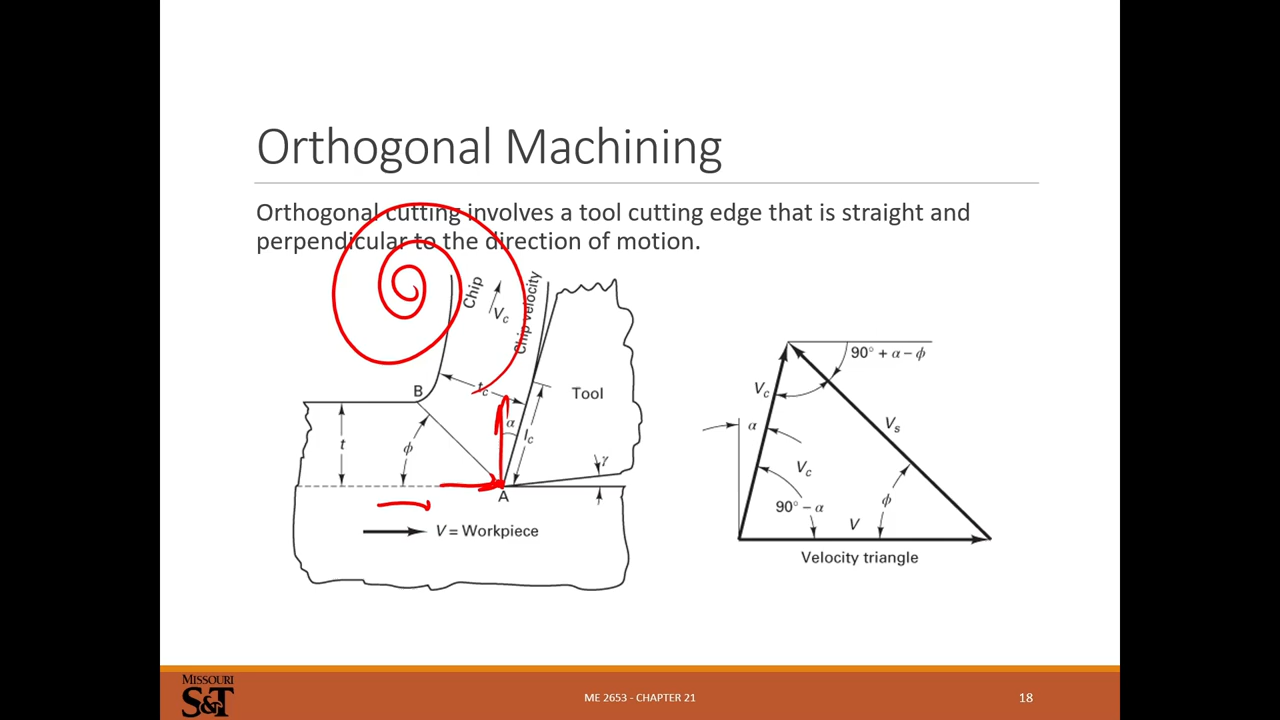 Orthogonal Machining
Orthogonal cutting involves a tool cutting edge that is straight and
perpendicular to the direction of motion.
Chip
Vc
Chip velocity
B
tc
Tool
t
ϕ
α
lc
γ
A
V = Workpiece
90° + α − ϕ
Vc
α
Vs
Vc
90° − α
V
ϕ
Velocity triangle
MISSOURI
S&T
ME 2653 - CHAPTER 21
18